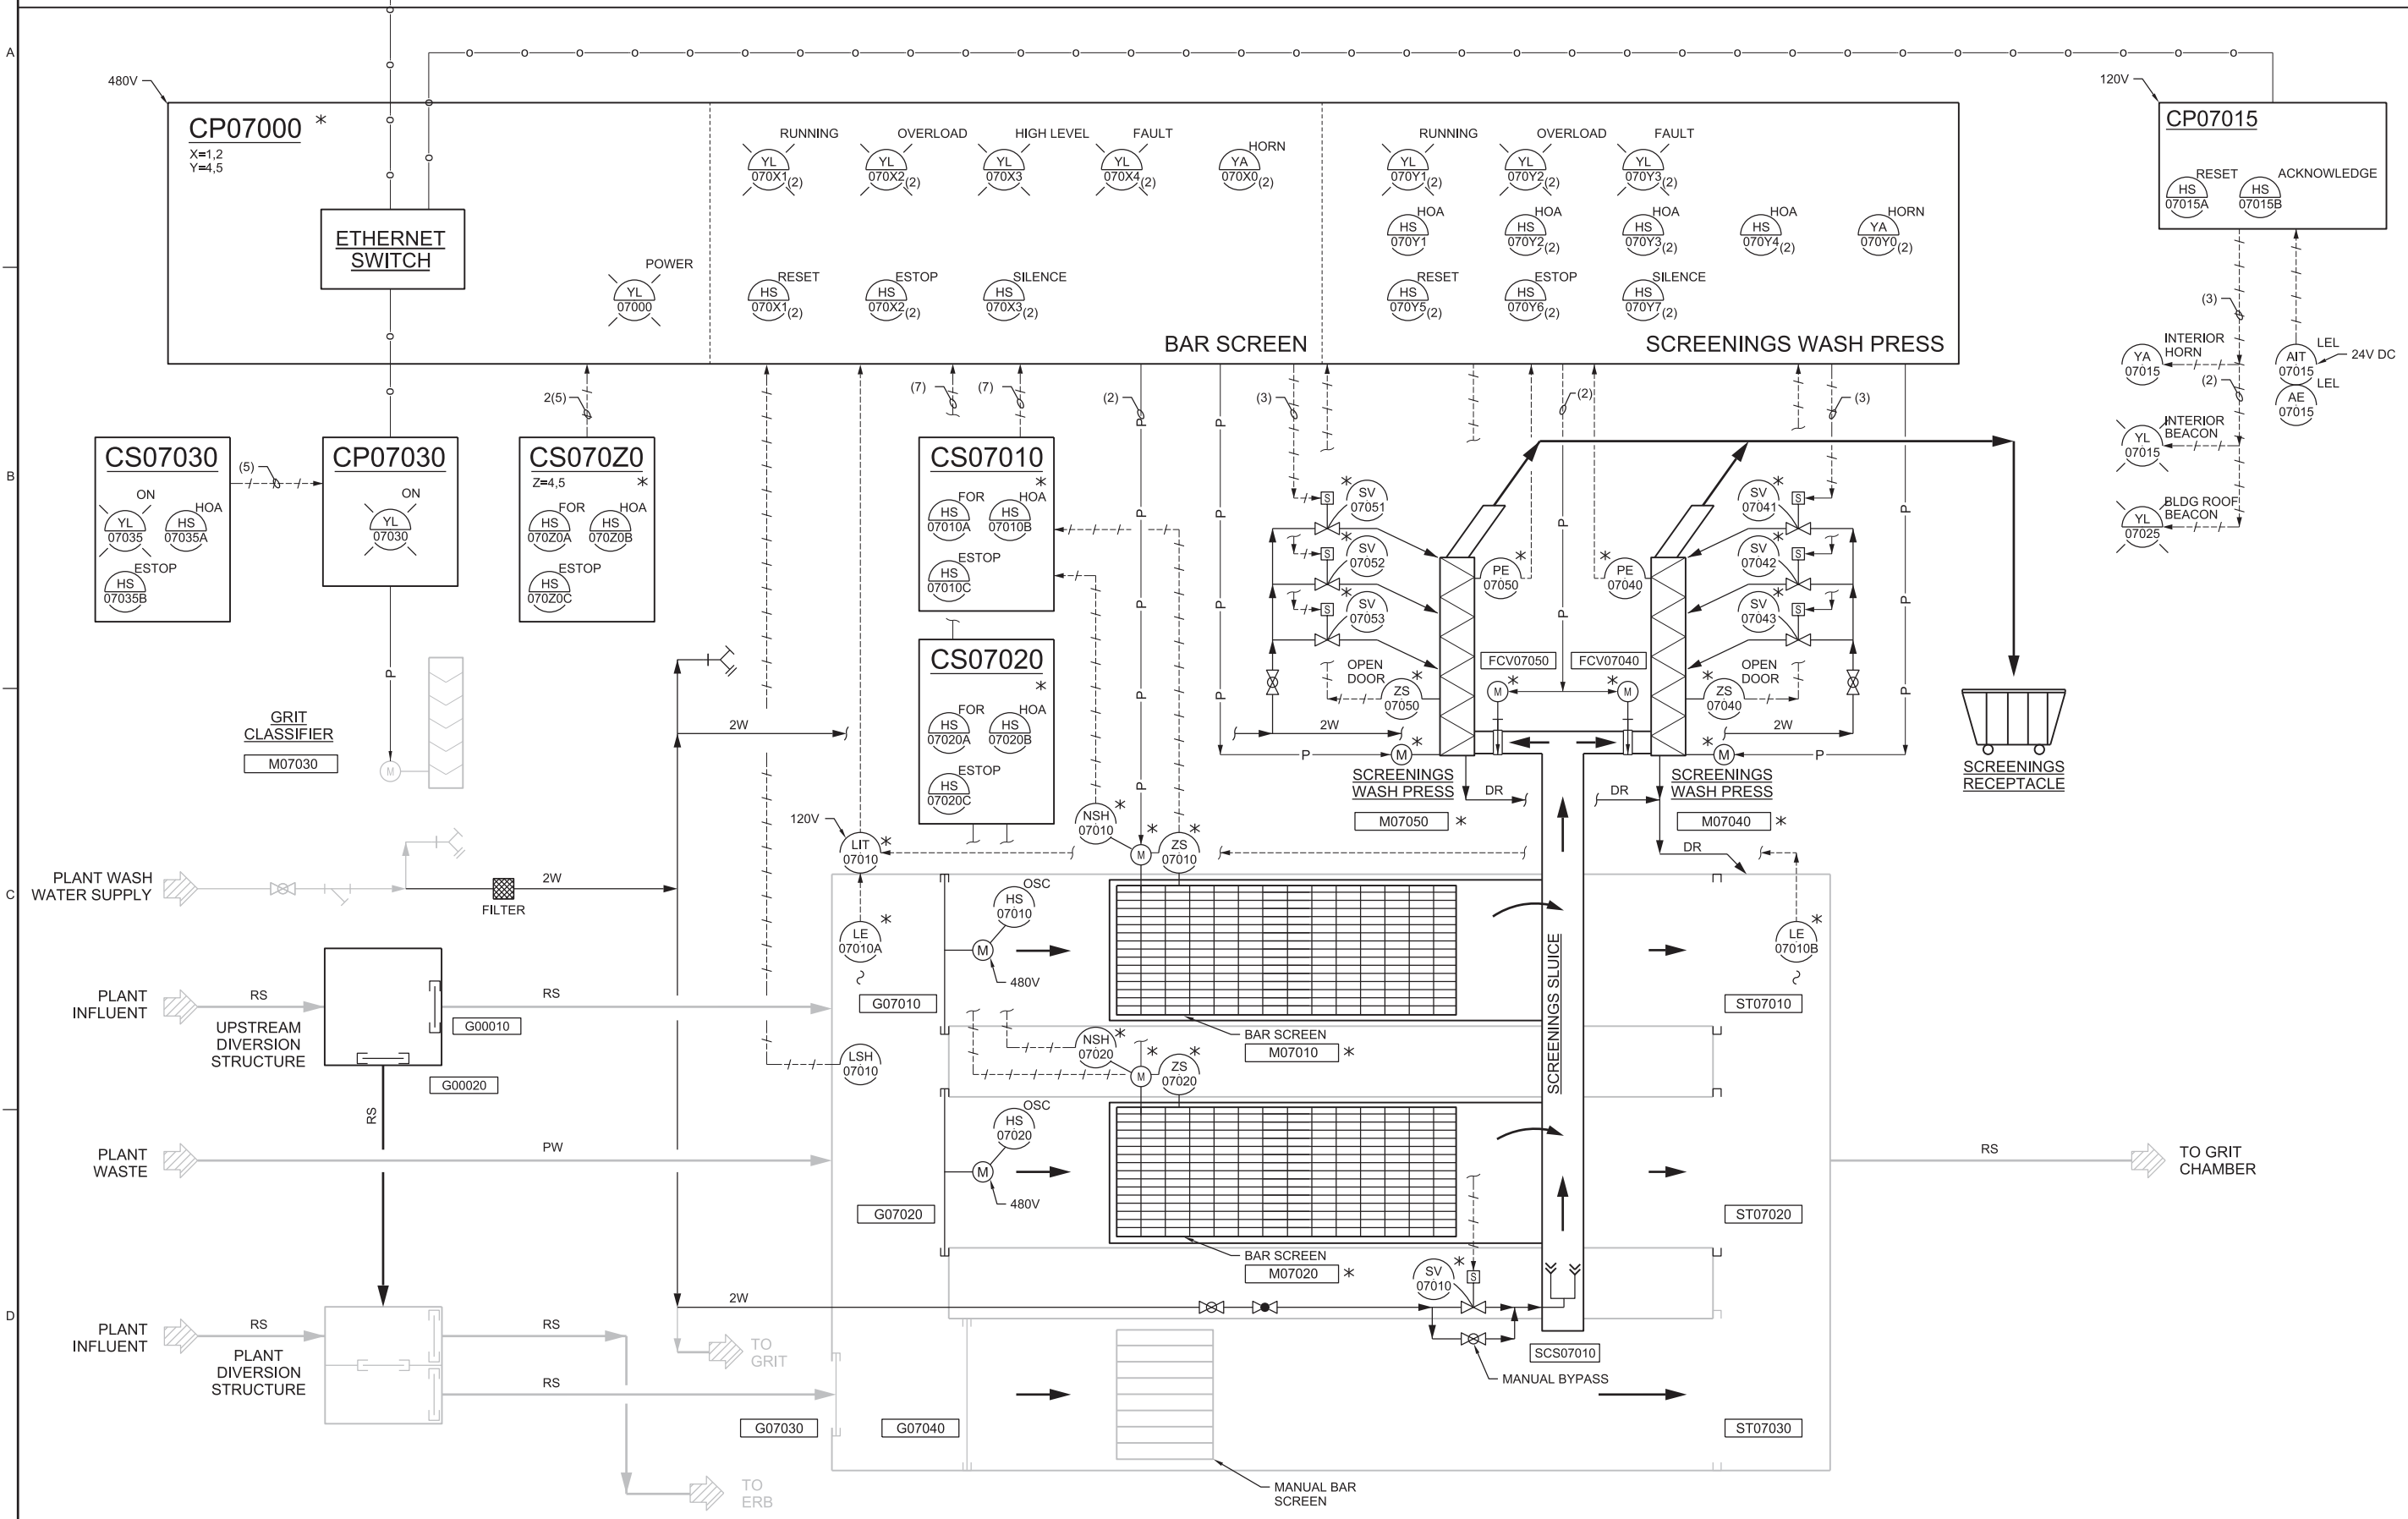 A
480V
120V
CP07000 *
X=1,2
Y=4,5
ETHERNET
SWITCH
POWER
YL
07000
RUNNING
YL
070X1 (2)
OVERLOAD
YL
070X2 (2)
HIGH LEVEL
YL
070X3
FAULT
YL
070X4 (2)
HORN
YA
070X0 (2)
RESET
HS
070X1 (2)
ESTOP
HS
070X2 (2)
SILENCE
HS
070X3 (2)
BAR SCREEN
RUNNING
YL
070Y1 (2)
OVERLOAD
YL
070Y2 (2)
FAULT
YL
070Y3 (2)
HOA
HS
070Y1
HOA
HS
070Y2 (2)
HOA
HS
070Y3 (2)
HOA
HS
070Y4 (2)
HORN
YA
070Y0 (2)
RESET
HS
070Y5 (2)
ESTOP
HS
070Y6 (2)
SILENCE
HS
070Y7 (2)
SCREENINGS WASH PRESS
CP07015
RESET
HS
07015A
ACKNOWLEDGE
HS
07015B
(3)
INTERIOR
HORN
YA
07015
(2)
LEL
AIT
07015
24V DC
LEL
AE
07015
INTERIOR
BEACON
YL
07015
BLDG ROOF
BEACON
YL
07025
B
CS07030
ON
YL
07035
HOA
HS
07035A
ESTOP
HS
07035B
(5)
CP07030
ON
YL
07030
P
2(5)
CS070Z0
Z=4,5 *
FOR
HS
070Z0A
HOA
HS
070Z0B
ESTOP
HS
070Z0C
(7)
(7)
CS07010
*
FOR
HS
07010A
HOA
HS
07010B
ESTOP
HS
07010C
CS07020
*
FOR
HS
07020A
HOA
HS
07020B
ESTOP
HS
07020C
(2)
P
P
P
P
P
P
P
P
(3)
(2)
(3)
P
P
P
P
P
S
SV *
07051
S
SV *
07052
S
SV *
07053
PE *
07050
PE *
07040
SV *
07041
S
SV *
07042
S
SV *
07043
S
OPEN
DOOR
ZS *
07050
FCV07050
FCV07040
M *
M *
OPEN
DOOR
ZS *
07040
2W
2W
P
M *
M *
P
SCREENINGS
WASH PRESS
M07050 *
DR
SCREENINGS
WASH PRESS
M07040 *
DR
DR
SCREENINGS
RECEPTACLE
GRIT
CLASSIFIER
M07030
M
2W
C
PLANT WASH
WATER SUPPLY
FILTER
2W
120V
LIT *
07010
NSH *
07010
M *
ZS *
07010
LE *
07010A
OSC
HS
07010
M
480V
G07010
LE *
07010B
ST07010
PLANT
INFLUENT
RS
UPSTREAM
DIVERSION
STRUCTURE
RS
G00010
G00020
RS
LSH
07010
BAR SCREEN
M07010 *
NSH *
07020
M *
ZS *
07020
SCREENINGS SLUICE
PLANT
WASTE
PW
OSC
HS
07020
M
480V
G07020
ST07020
RS
TO GRIT
CHAMBER
BAR SCREEN
M07020 *
SV *
07010
S
D
2W
PLANT
INFLUENT
RS
PLANT
DIVERSION
STRUCTURE
RS
RS
TO
GRIT
SCS07010
MANUAL BYPASS
G07030
G07040
ST07030
MANUAL BAR
SCREEN
TO
ERB